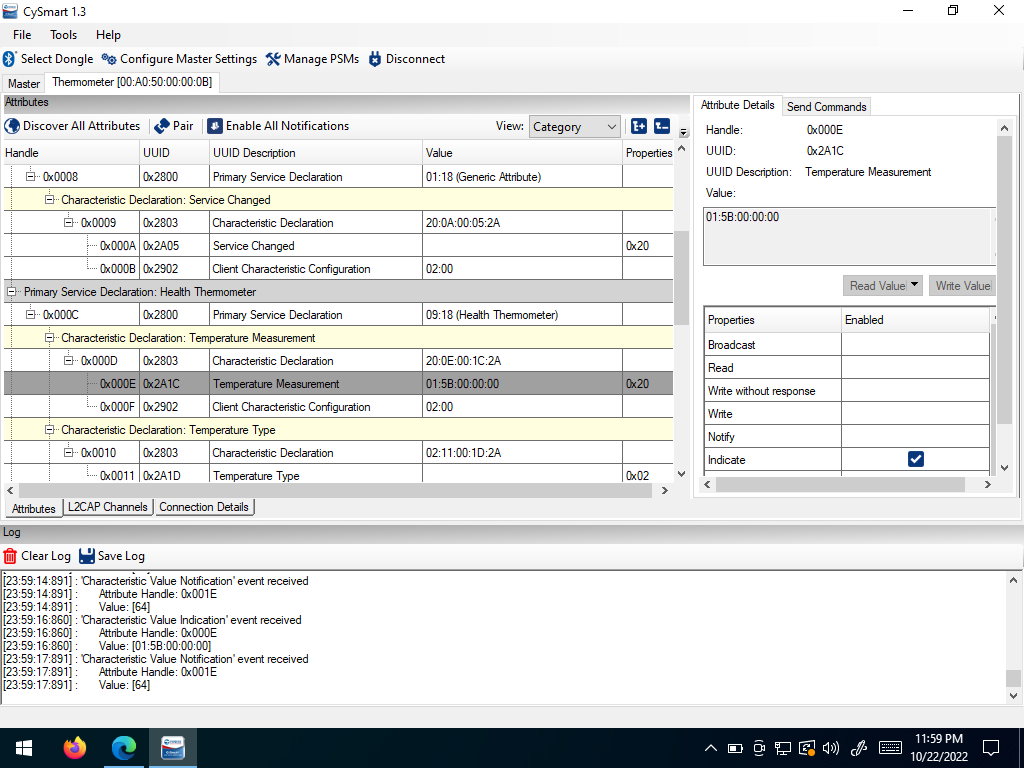 CySmart 1.3
File Tools Help
Select Dongle Configure Master Settings Manage PSMs Disconnect
Master Thermometer [00:A0:50:00:00:0B]
Attributes
Discover All Attributes Pair Enable All Notifications View: Category
Handle UUID UUID Description Value Properties
0x0008 0x2800 Primary Service Declaration 01:18 (Generic Attribute)
Characteristic Declaration: Service Changed
0x0009 0x2803 Characteristic Declaration 20:0A:00:05:2A
0x000A 0x2A05 Service Changed 0x20
0x000B 0x2902 Client Characteristic Configuration 02:00
Primary Service Declaration: Health Thermometer
0x000C 0x2800 Primary Service Declaration 09:18 (Health Thermometer)
Characteristic Declaration: Temperature Measurement
0x000D 0x2803 Characteristic Declaration 20:0E:00:1C:2A
0x000E 0x2A1C Temperature Measurement 01:5B:00:00:00 0x20
0x000F 0x2902 Client Characteristic Configuration 02:00
Characteristic Declaration: Temperature Type
0x0010 0x2803 Characteristic Declaration 02:11:00:1D:2A
0x0011 0x2A1D Temperature Type 0x02
Attributes L2CAP Channels Connection Details
Attribute Details Send Commands
Handle: 0x000E
UUID: 0x2A1C
UUID Description: Temperature Measurement
Value:
01:5B:00:00:00
Read Value Write Value
Properties Enabled
Broadcast
Read
Write without response
Write
Notify
Indicate
Log
Clear Log Save Log
[23:59:14:891] : 'Characteristic Value Notification' event received
[23:59:14:891] : Attribute Handle: 0x001E
[23:59:14:891] : Value: [64]
[23:59:16:860] : 'Characteristic Value Indication' event received
[23:59:16:860] : Attribute Handle: 0x000E
[23:59:16:860] : Value: [01:5B:00:00:00]
[23:59:17:891] : 'Characteristic Value Notification' event received
[23:59:17:891] : Attribute Handle: 0x001E
[23:59:17:891] : Value: [64]
11:59 PM
10/22/2022